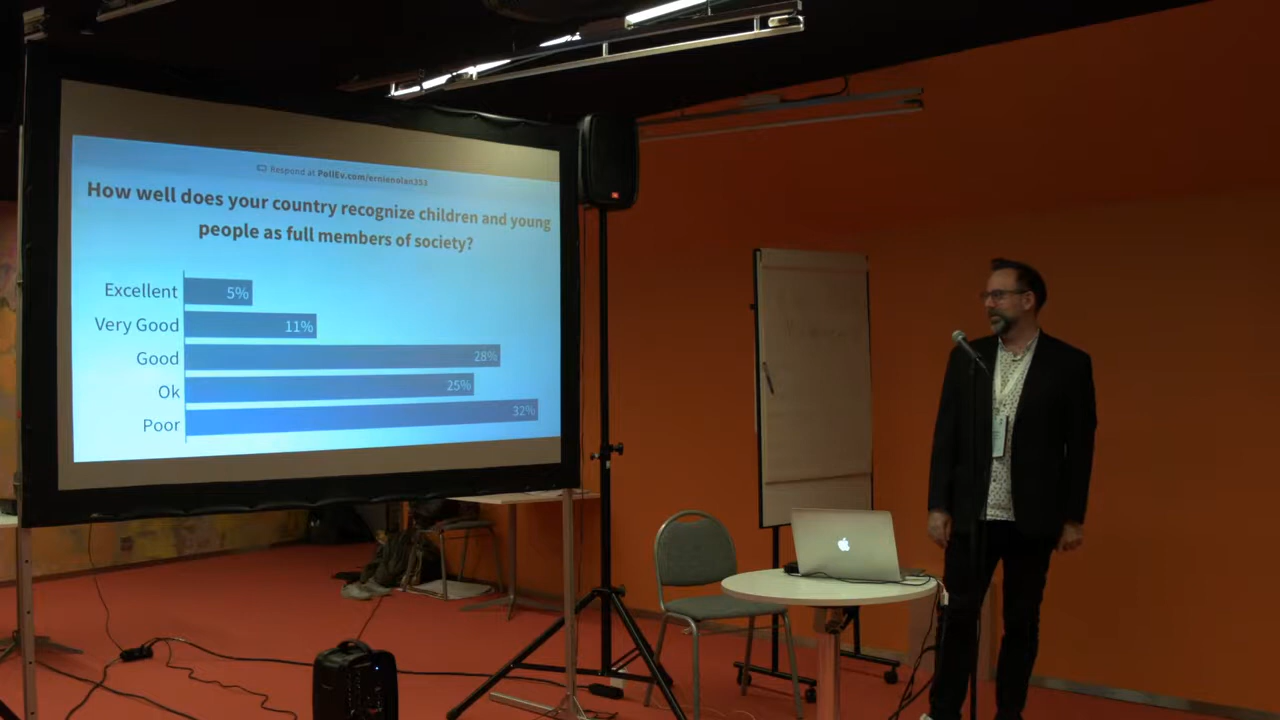 Respond at PollEv.com/ernienolan353
How well does your country recognize children and young
people as full members of society?
Excellent 5%
Very Good 11%
Good 28%
Ok 25%
Poor 32%